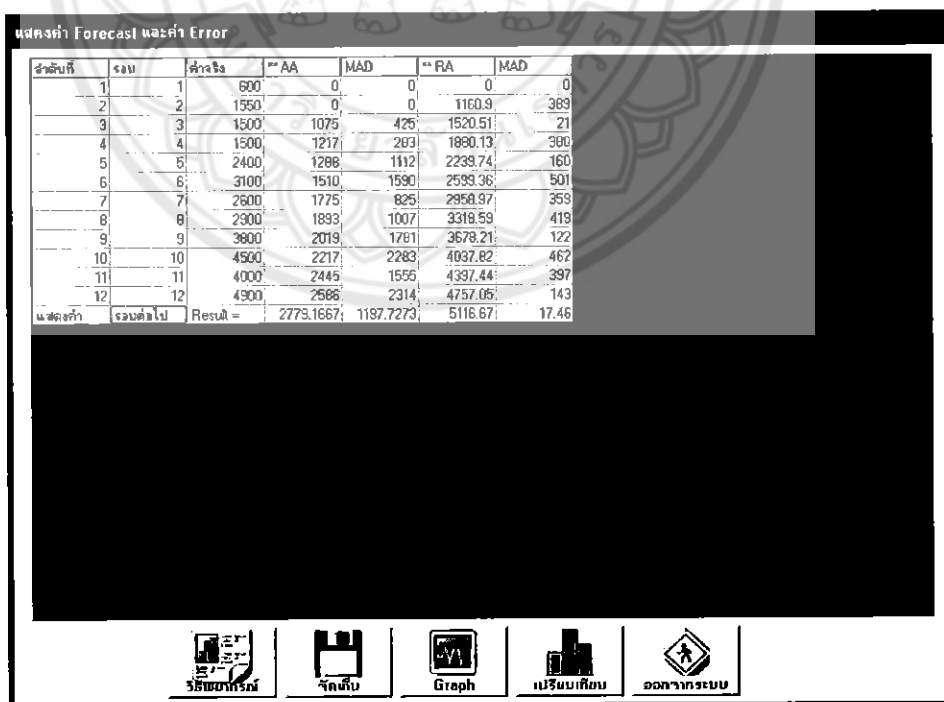 แสดงค่า Forecast และค่า Error
ลำดับที่ รอบ ค่าจริง ** AA MAD ** RA MAD
1 1 600 0 0 0 0
2 2 1550 0 0 1160.9 389
3 3 1500 1075 425 1520.51 21
4 4 1500 1217 283 1880.13 380
5 5 2400 1288 1112 2239.74 160
6 6 3100 1510 1590 2599.36 501
7 7 2600 1775 825 2958.97 359
8 8 2900 1893 1007 3318.59 419
9 9 3800 2019 1781 3678.21 122
10 10 4500 2217 2283 4037.82 462
11 11 4000 2445 1555 4397.44 397
12 12 4900 2586 2314 4757.05 143
แสดงค่า รอบต่อไป Result = 2779.1667 1197.7273 5116.67 17.46
วิธีพยากรณ์ จัดเก็บ Graph เปรียบเทียบ ออกจากระบบ